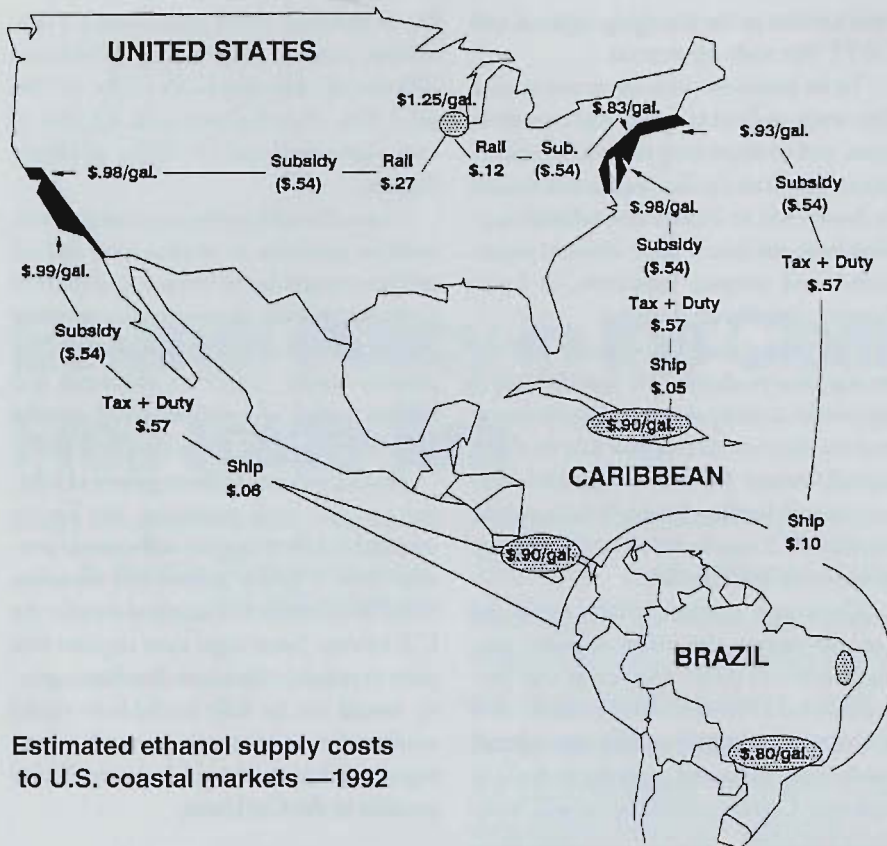 UNITED STATES
$1.25/gal.
$.83/gal.
$.93/gal.
Rail
$.12
Sub.
($.54)
$.98/gal.
Subsidy
($.54)
Rail
$.27
Subsidy
($.54)
$.98/gal.
Subsidy
($.54)
Tax + Duty
$.57
Tax + Duty
$.57
Ship
$.05
$.99/gal.
Subsidy
($.54)
Tax + Duty
$.57
Ship
$.06
$.90/gal.
CARIBBEAN
$.90/gal.
Ship
$.10
BRAZIL
$.80/gal.
Estimated ethanol supply costs
to U.S. coastal markets — 1992